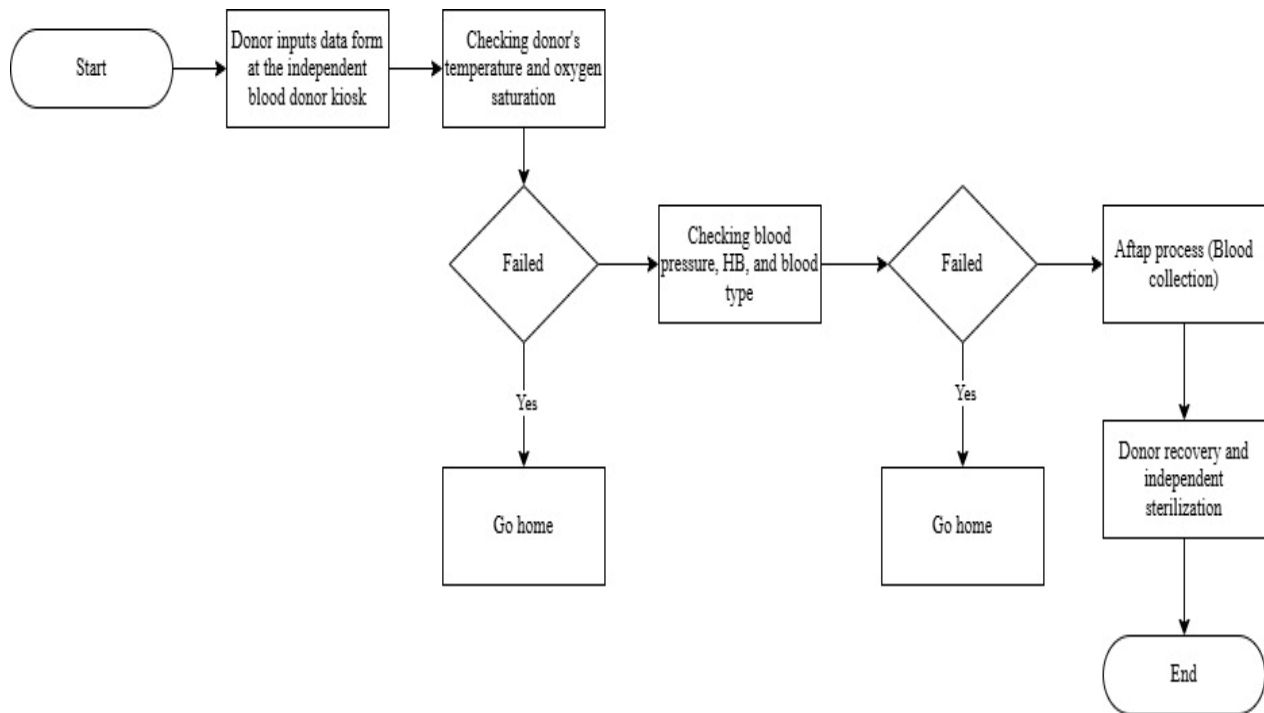 Start
Donor inputs data form
at the independent
blood donor kiosk
Checking donor's
temperature and oxygen
saturation
Failed
Checking blood
pressure, HB, and blood
type
Failed
Aftap process (Blood
collection)
Yes
Yes
Go home
Go home
Donor recovery and
independent
sterilization
End